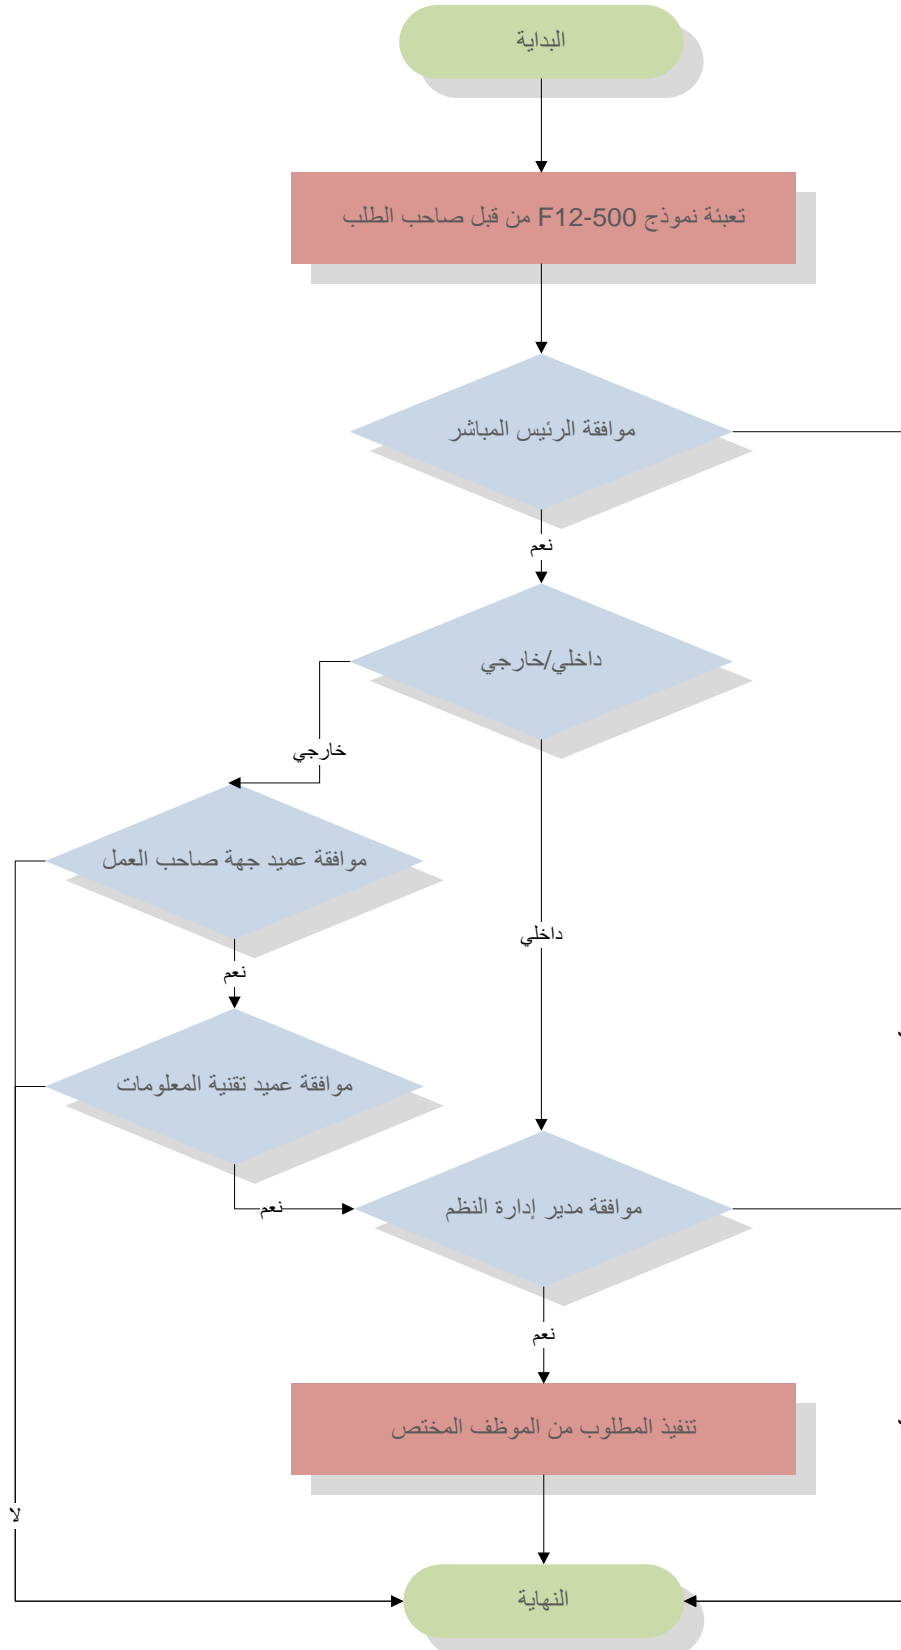 البداية
تعبئة نموذج F12-500 من قبل صاحب الطلب
موافقة الرئيس المباشر
نعم
داخلي/خارجي
خارجي
موافقة عميد جهة صاحب العمل
داخلي
نعم
موافقة عميد تقنية المعلومات
نعم
موافقة مدير إدارة النظم
نعم
تنفيذ المطلوب من الموظف المختص
لا
النهاية